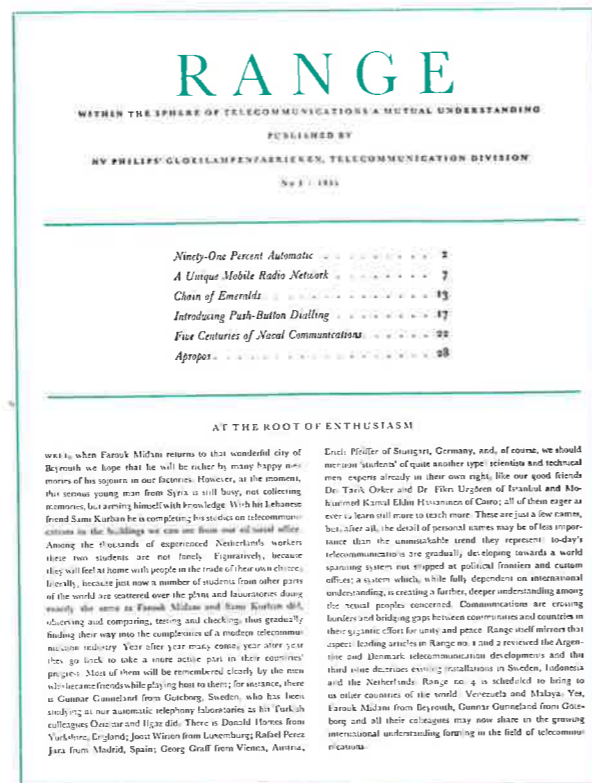 RANGE
WITHIN THE SPHERE OF TELECOMMUNICATIONS A MUTUAL UNDERSTANDING
PUBLISHED BY
NV PHILIPS' GLOEILAMPENFABRIEKEN, TELECOMMUNICATION DIVISION
Ninety-One Percent Automatic 2
A Unique Mobile Radio Network 7
Chain of Emeralds 13
Introducing Push-Button Dialling 17
Five Centuries of Naval Communications 22
Apropos 28
AT THE ROOT OF ENTHUSIASM
WELL, when Farouk Midani returns to that wonderful city of
Beyrouth we hope that he will be richer by many happy me-
mories of his sojourn in our factories. However, at the moment,
this serious young man from Syria is still busy, not collecting
memories, but arming himself with knowledge. With his Lebanese
friend Sami Kurban he is completing his studies on telecommuni-
cations in the buildings we can see from our editorial office.
Among the thousands of experienced Netherlands workers
these two students are not lonely. Figuratively, because
they will feel at home with people in the trade of their own choice;
literally, because just now a number of students from other parts
of the world are scattered over the plant and laboratories doing
exactly the same as Farouk Midani and Sami Kurban did,
observing and comparing, testing and checking, thus gradually
finding their way into the complexities of a modern telecommu-
nications industry. Year after year many come, year after year
they go back to take a more active part in their countries'
progress. Most of them will be remembered clearly by the men
who became friends while playing host to them; for instance, there
is Gunnar Gunneland from Göteborg, Sweden, who has been
studying at our automatic telephony laboratories as his Turkish
colleagues and Ilgaz did. There is Donald Homes from
Yorkshire, England; Joost Wirion from Luxemburg; Rafael Perez
Jara from Madrid, Spain; Georg Graff from Vienna, Austria,
Erich Pfeiffer of Stuttgart, Germany, and, of course, we should
mention 'students' of quite another type: scientists and technical
men, experts already in their own right, like our good friends
Dr. Tarik Ozker and Dr. Fikri of Istanbul and Mo-
hammed Kamal Eldin of Cairo; all of them eager as
ever to learn still more to teach more. These are just a few names,
but, after all, the detail of personal names may be of less impor-
tance than the unmistakable trend they represent: to-day's
telecommunications are gradually developing towards a world
spanning system not stopped at political frontiers and custom
offices; a system which, while fully dependent on international
understanding, is creating a further, deeper understanding among
the actual peoples concerned. Communications are crossing
borders and bridging gaps between communities and countries in
their gigantic effort for unity and peace. Range itself mirrors that
aspect: leading articles in Range no. 1 and 2 reviewed the Argen-
tine and Denmark telecommunication developments and this
third issue describes existing installations in Sweden, Indonesia
and the Netherlands. Range no. 4 is scheduled to bring to
us other countries of the world: Venezuela and Malaya. Yes,
Farouk Midani from Beyrouth, Gunnar Gunneland from Göte-
borg and all their colleagues may now share in the growing
international understanding forming in the field of telecommu-
nications.